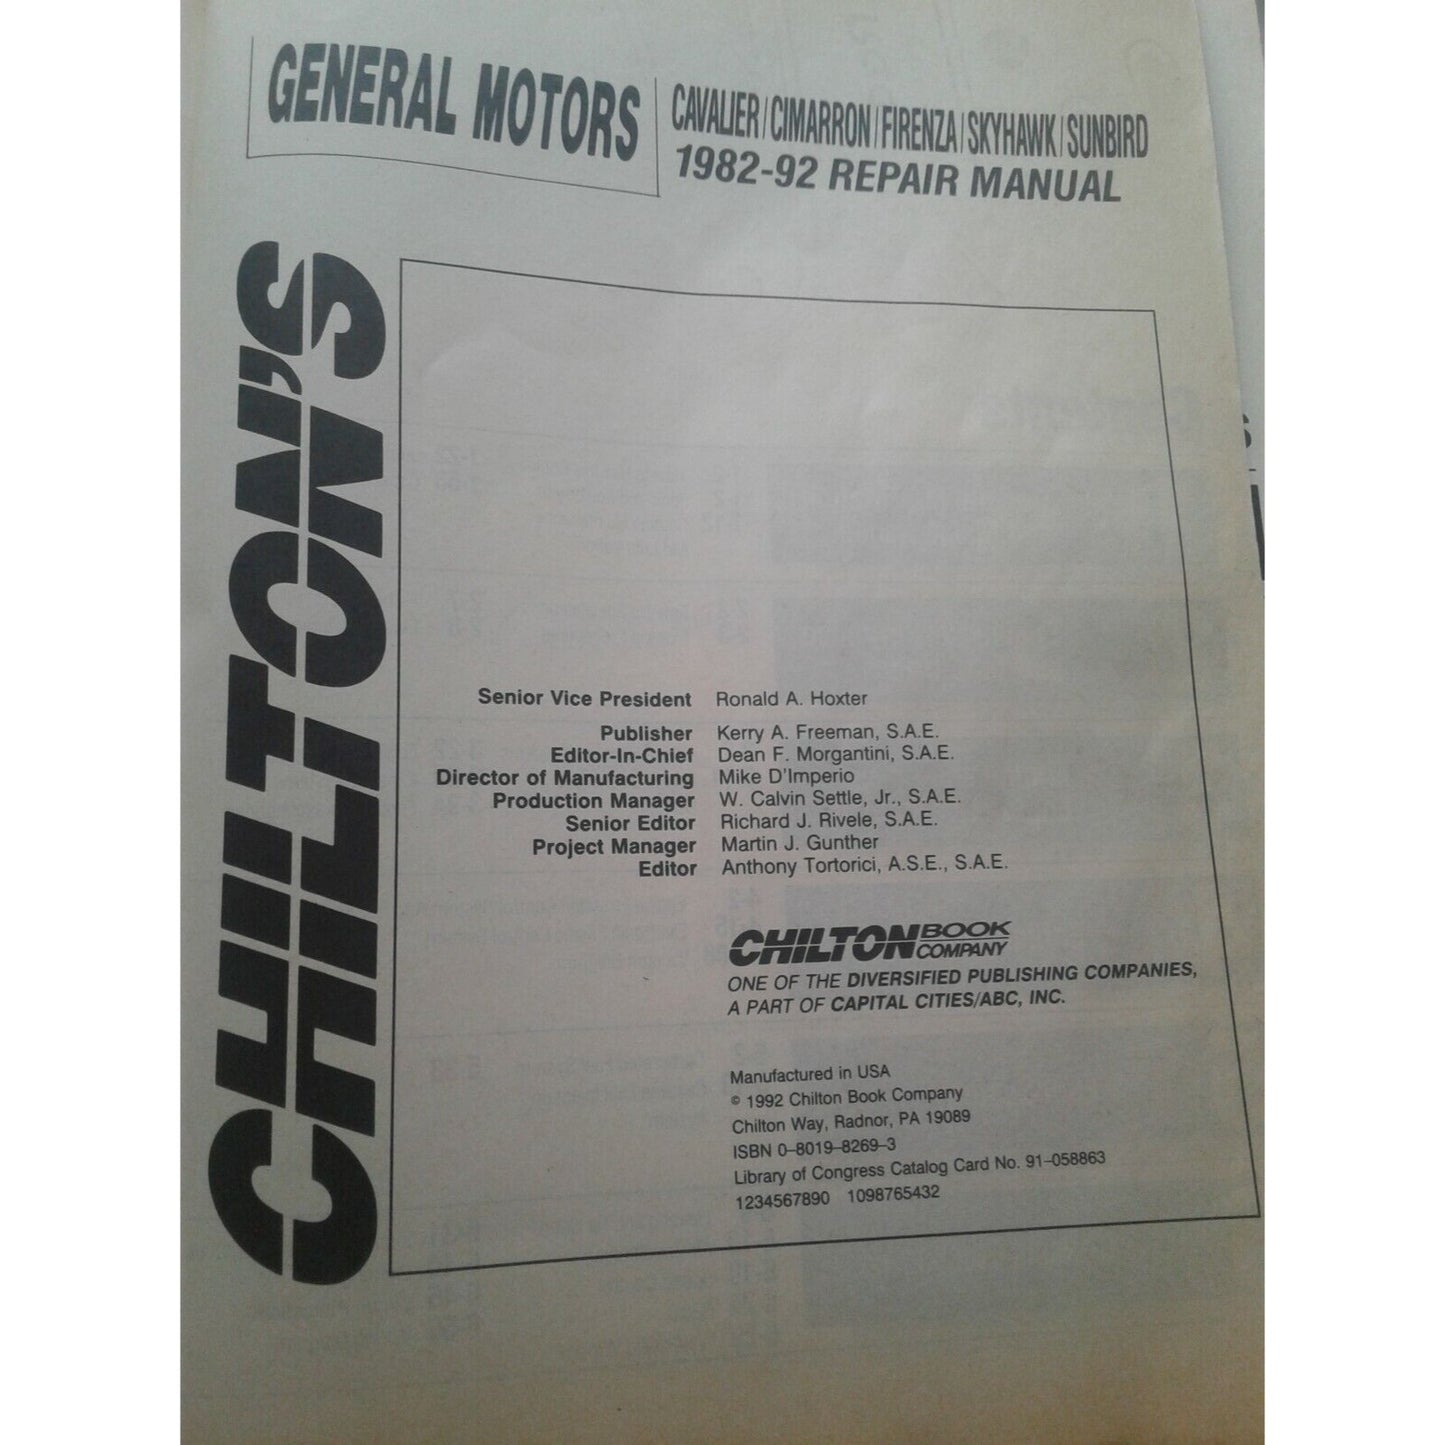 GENERAL MOTORS
CAVALIER/CIMARRON/FIRENZA/SKYHAWK/SUNBIRD
1982-92 REPAIR MANUAL
CHILTON'S
Senior Vice President Ronald A. Hoxter
Publisher Kerry A. Freeman, S.A.E.
Editor-In-Chief Dean F. Morgantini, S.A.E.
Director of Manufacturing Mike D'Imperio
Production Manager W. Calvin Settle, Jr., S.A.E.
Senior Editor Richard J. Rivele, S.A.E.
Project Manager Martin J. Gunther
Editor Anthony Tortorici, A.S.E., S.A.E.
CHILTON BOOK
COMPANY
ONE OF THE DIVERSIFIED PUBLISHING COMPANIES,
A PART OF CAPITAL CITIES/ABC, INC.
Manufactured in USA
© 1992 Chilton Book Company
Chilton Way, Radnor, PA 19089
ISBN 0–8019–8269–3
Library of Congress Catalog Card No. 91–058863
1234567890 1098765432